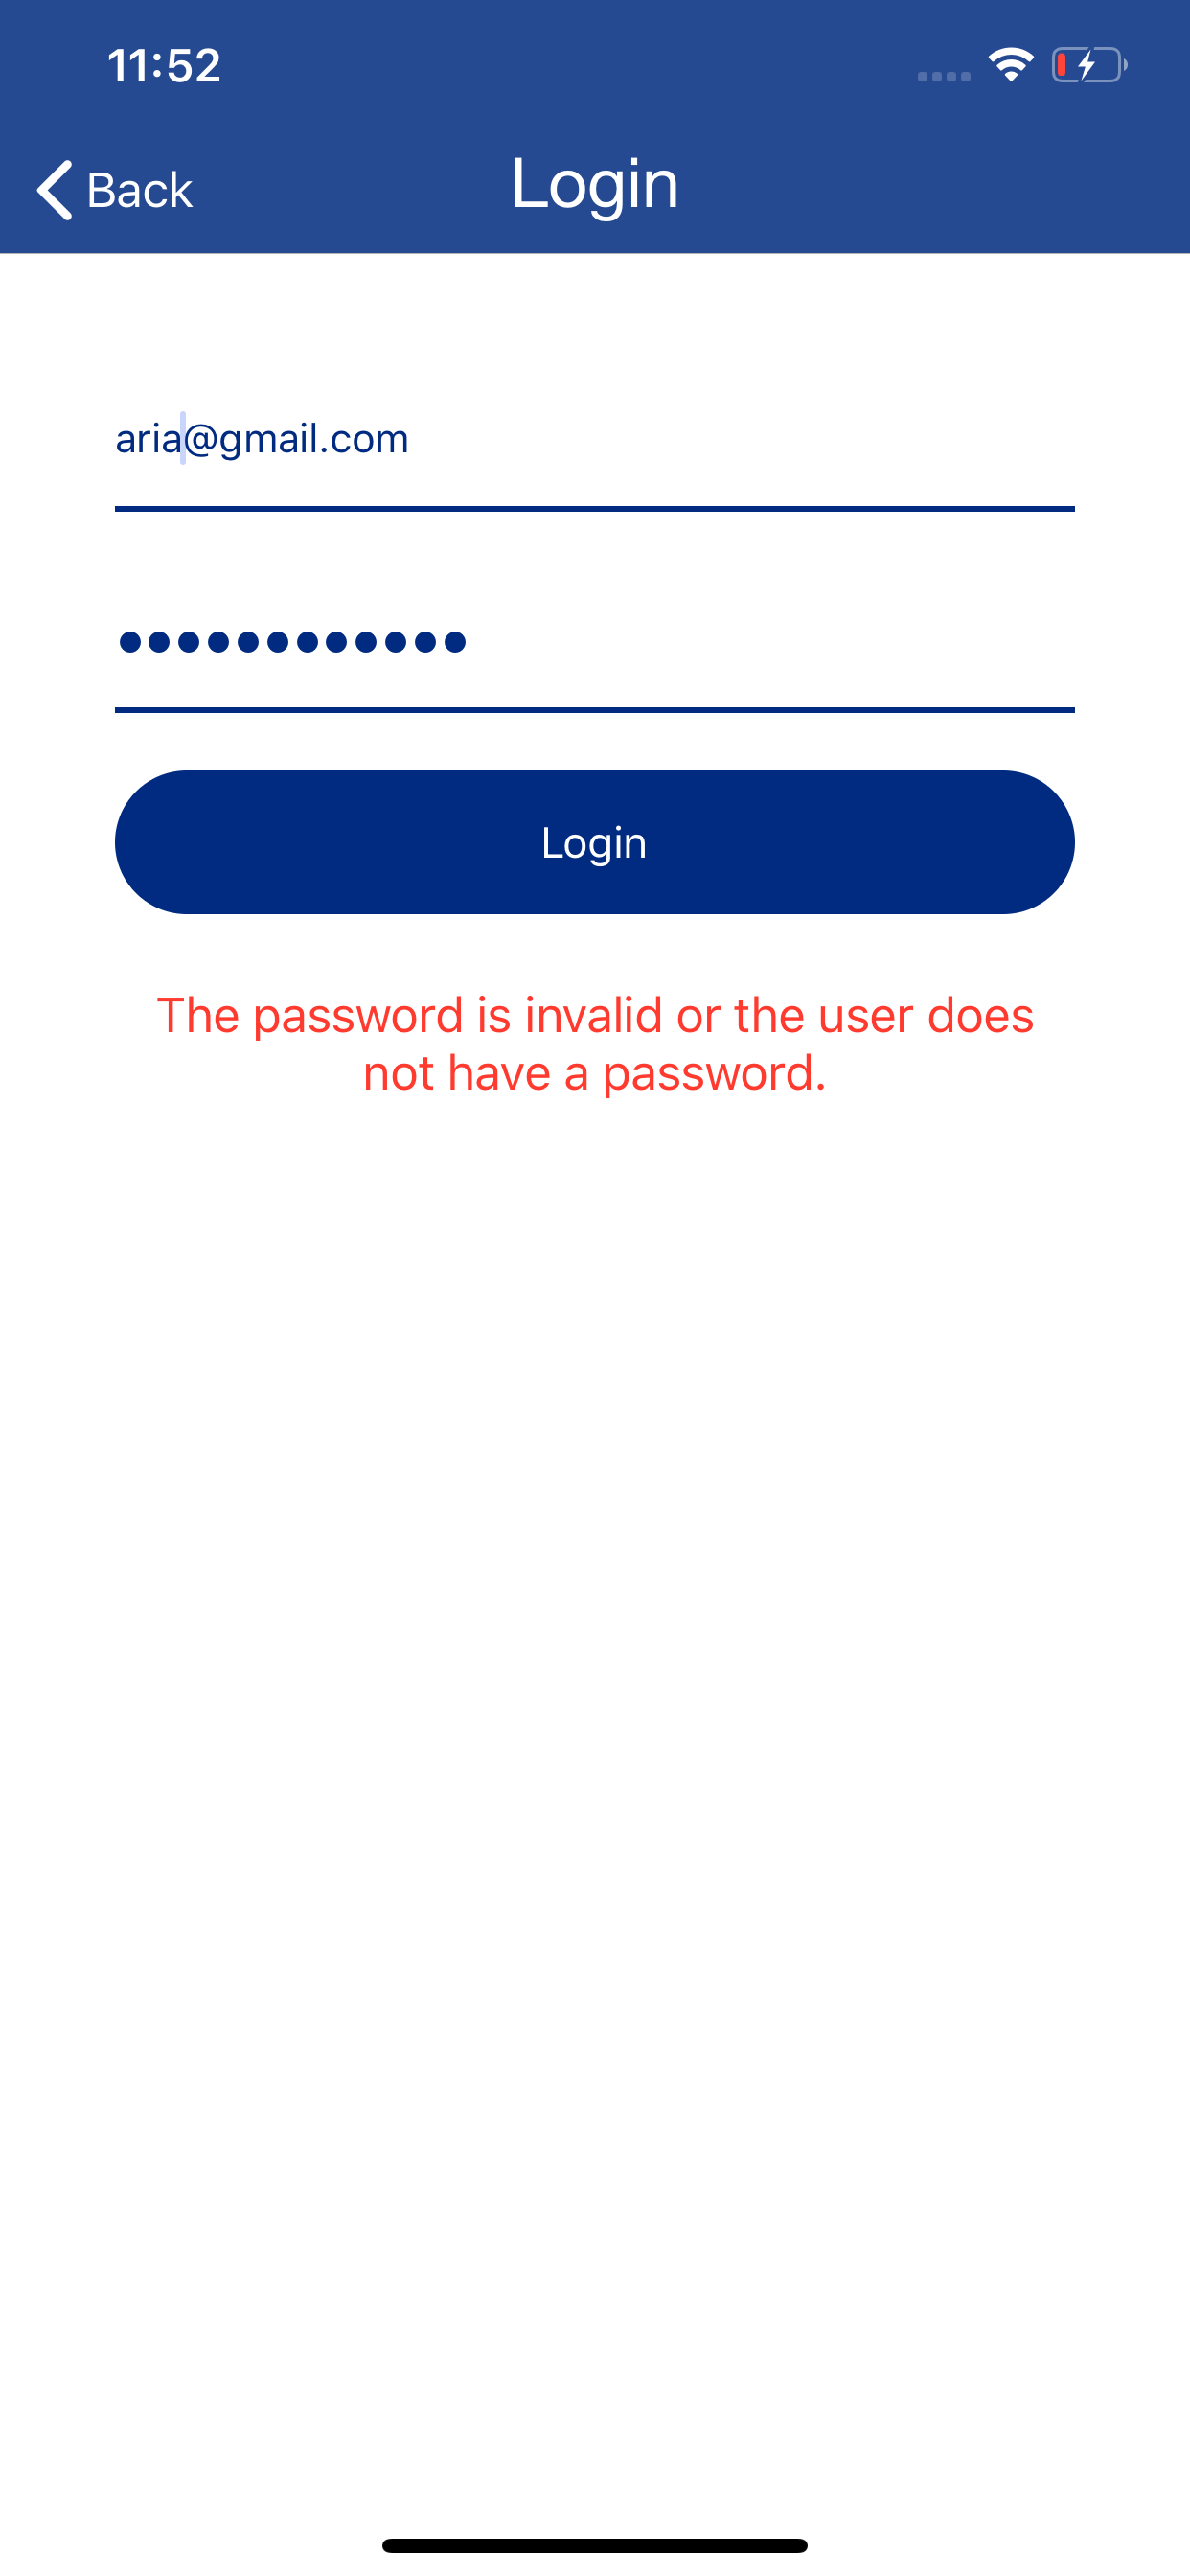 11:52
Back
Login
aria@gmail.com
••••••••••••
Login
The password is invalid or the user does
not have a password.